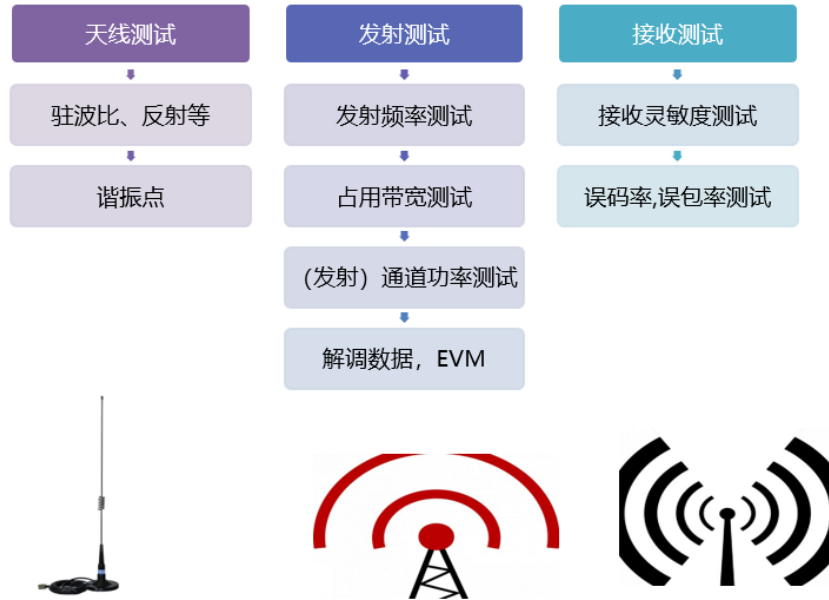 天线测试
驻波比、反射等
谐振点
发射测试
发射频率测试
占用带宽测试
(发射)通道功率测试
解调数据，EVM
接收测试
接收灵敏度测试
误码率,误包率测试